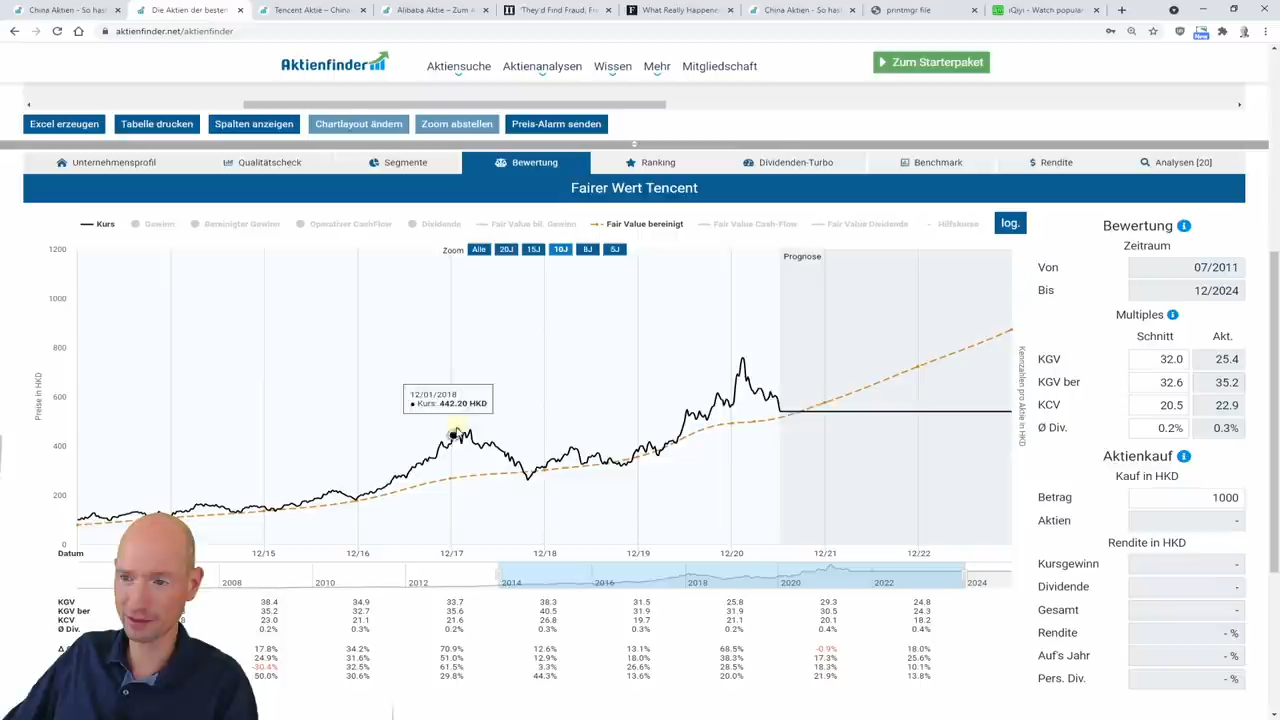 China Aktien - So hast
Die Aktien der besten
Tencent Aktie – China
Alibaba Aktie - Zum A
'They'd Find Fraud, Fr
What Really Happened
China Aktien - So hast
printmgr file
iQiyi - Watch popular
aktienfinder.net/aktienfinder
New
Aktienfinder
Aktiensuche Aktienanalysen Wissen Mehr Mitgliedschaft
Zum Starterpaket
Excel erzeugen Tabelle drucken Spalten anzeigen Chartlayout ändern Zoom abstellen Preis-Alarm senden
Unternehmensprofil Qualitätscheck Segmente Bewertung Ranking Dividenden-Turbo Benchmark Rendite Analysen [20]
Fairer Wert Tencent
Kurs Gewinn Bereinigter Gewinn Operativer CashFlow Dividende Fair Value bil. Gewinn Fair Value bereinigt Fair Value Cash-Flow Fair Value Dividende Hilfskurse
log.
Zoom Alle 20J 15J 10J 8J 5J
Prognose
1200
1000
800
600
400
200
0
Preise in HKD
Kennzahlen pro Aktie in HKD
12/01/2018
Kurs: 442.20 HKD
Datum 12/15 12/16 12/17 12/18 12/19 12/20 12/21 12/22
2008 2010 2012 2014 2016 2018 2020 2022 2024
KGV 38.4 34.9 33.7 38.3 31.5 25.8 29.3 24.8
KGV ber 35.2 32.7 35.6 40.5 31.9 31.9 30.5 24.3
KCV 23.0 21.1 21.6 26.8 19.7 21.1 20.1 18.2
Ø Div. 0.2% 0.3% 0.2% 0.3% 0.3% 0.2% 0.4% 0.4%
17.8% 34.2% 70.9% 12.6% 13.1% 68.5% -0.9% 18.0%
24.9% 31.6% 51.0% 12.9% 18.0% 38.3% 17.3% 25.6%
-30.4% 32.5% 61.5% 3.3% 26.6% 28.5% 18.3% 10.1%
50.0% 30.6% 29.8% 44.3% 13.6% 20.0% 21.9% 13.8%
Bewertung
Zeitraum
Von 07/2011
Bis 12/2024
Multiples
Schnitt Akt.
KGV 32.0 25.4
KGV ber 32.6 35.2
KCV 20.5 22.9
Ø Div. 0.2% 0.3%
Aktienkauf
Kauf in HKD
Betrag 1000
Aktien -
Rendite in HKD
Kursgewinn -
Dividende -
Gesamt -
Rendite - %
Auf's Jahr - %
Pers. Div. - %